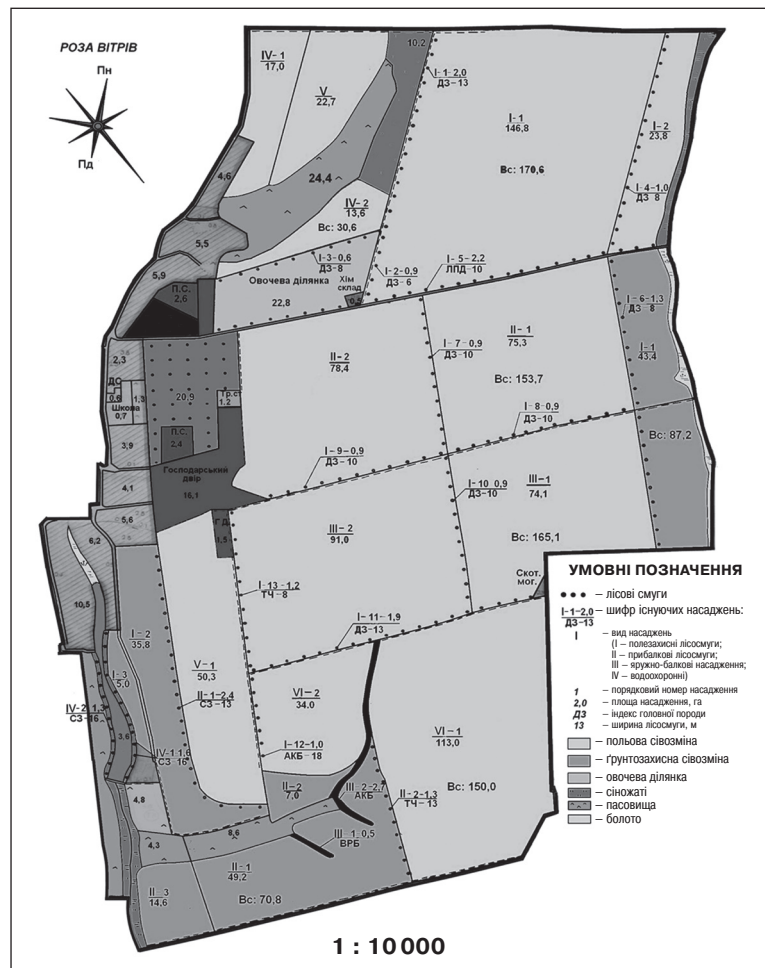 РОЗА ВІТРІВ
Пн
Пд
IV-1
17,0
V
22,7
10,2
I-1-2,0
ДЗ-13
I-1
146,8
Вс: 170,6
I-2
23,8
I-4-1,0
ДЗ 8
4,6
24,4
IV-2
13,6
Вс: 30,6
5,5
I-3-0,6
ДЗ-8
I-2-0,9
ДЗ-6
I-5-2,2
ЛПД-10
5,9
П.С.
2,6
Овочева ділянка
22,8
Хім
склад
0,5
I-6-1,3
ДЗ 8
I-1
43,4
II-2
78,4
I-7-0,9
ДЗ-10
II-1
75,3
Вс: 153,7
2,3
ДС
0,6
1,3
Школа
0,7
20,9
Тр.ст
1,2
I-8-0,9
ДЗ-10
3,9
П.С.
2,4
I-9-0,9
ДЗ-10
Вс: 87,2
Господарський
двір
16,1
4,1
I-10 0,9
ДЗ-10
III-1
74,1
5,6
Г.Д.
1,5
III-2
91,0
Вс: 165,1
6,2
Скот.
мог.
10,5
I-13-1,2
ТЧ-8
I-11-1,9
ДЗ-13
I-2
35,8
I-3
5,0
V-1
50,3
VI-2
34.0
II-1-2,4
СЗ-13
IV-2 1,3
СЗ-16
3.6
IV-1 1,6
СЗ-16
I-12-1,0
АКБ-18
VI-1
113,0
Вс: 150,0
II-2
7,0
III-2-2,7
АКБ
II-2-1,3
ТЧ-13
4,8
4,3
8,6
III-1 0,5
ВРБ
II-1
49,2
II 3
14,6
Вс: 70,8
УМОВНІ ПОЗНАЧЕННЯ
– лісові смуги
I-1-2,0
ДЗ-13
– шифр існуючих насаджень:
I – вид насаджень
(I – полезахисні лісосмуги;
II – прибалкові лісосмуги;
III – яружно-балкові насадження;
IV – водоохоронні)
1 – порядковий номер насадження
2,0 – площа насадження, га
ДЗ – індекс головної породи
13 – ширина лісосмуги, м
– польова сівозміна
– ґрунтозахисна сівозміна
– овочева ділянка
– сіножаті
– пасовища
– болото
1 : 10 000